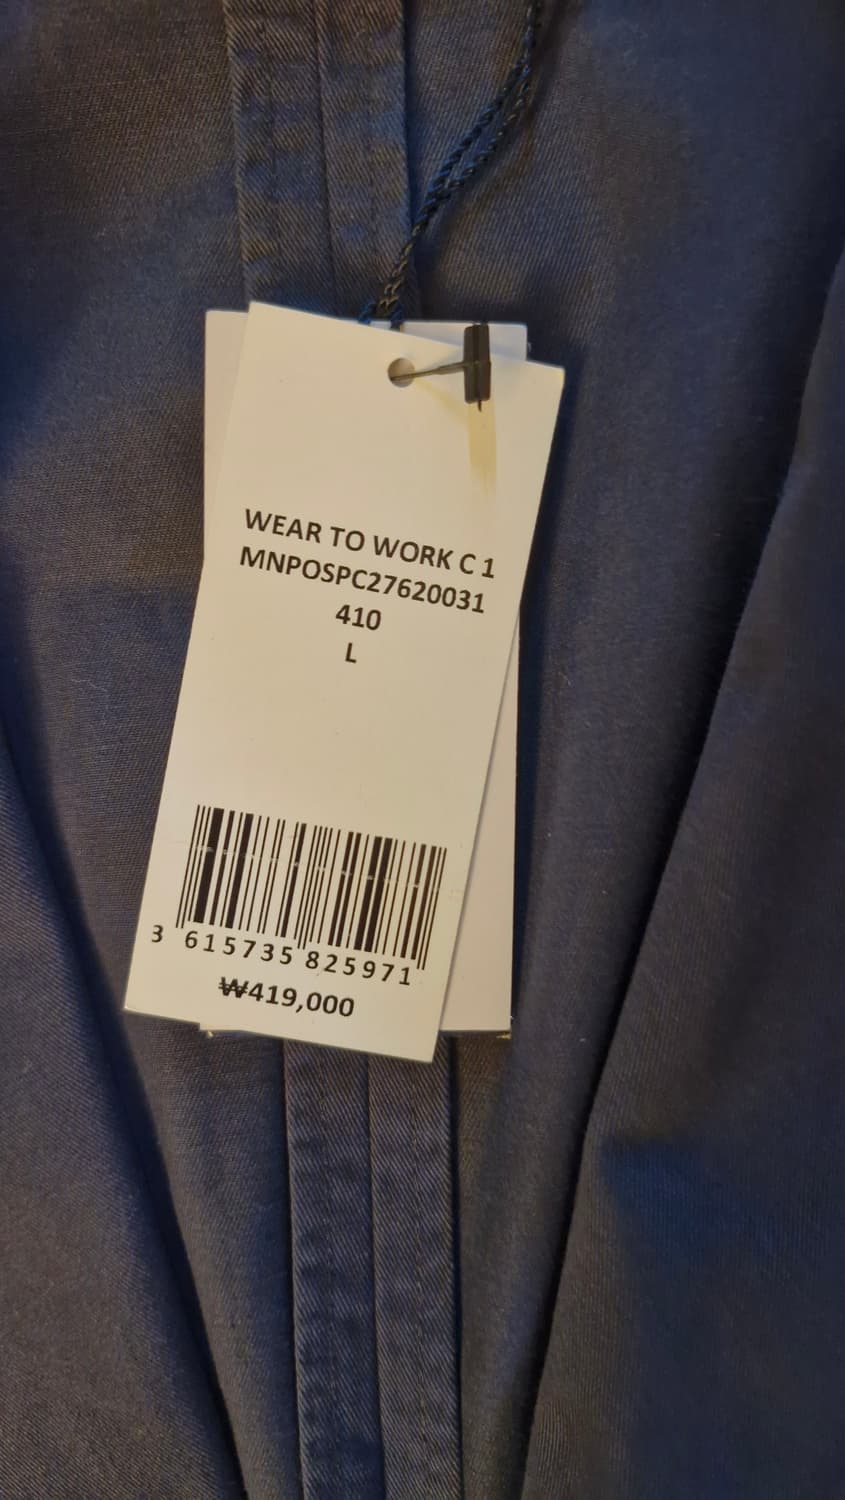 WEAR TO WORK C 1
MNPOSPC27620031
410
L
3 615735 825971
₩419,000